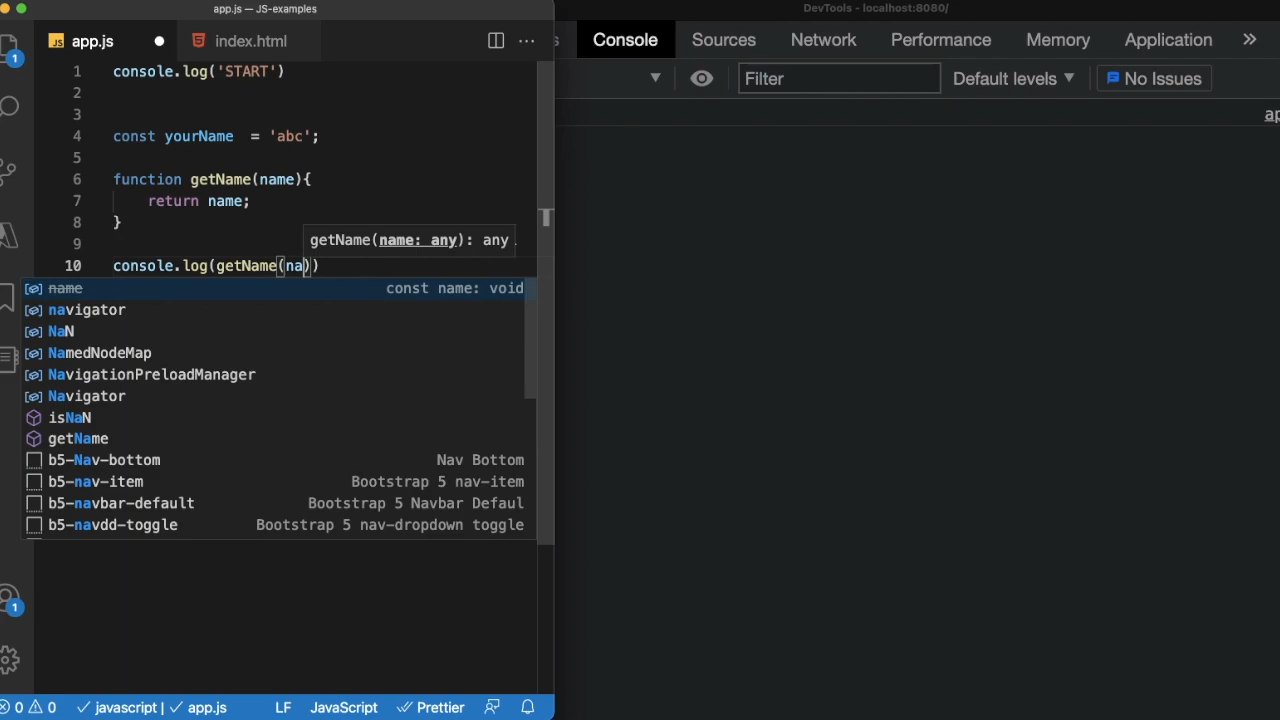 app.js — JS-examples
DevTools - localhost:8080/
JS app.js
index.html
Console
Sources
Network
Performance
Memory
Application
Filter
Default levels
No Issues
1 console.log('START')
2
3
4 const yourName  = 'abc';
5
6 function getName(name){
7 return name;
8 }
9
getName(name: any): any
10 console.log(getName(na))
name const name: void
navigator
NaN
NamedNodeMap
NavigationPreloadManager
Navigator
isNaN
getName
b5-Nav-bottom Nav Bottom
b5-nav-item Bootstrap 5 nav-item
b5-navbar-default Bootstrap 5 Navbar Defaul
b5-navdd-toggle Bootstrap 5 nav-dropdown toggle
1
1
0 0 javascript | app.js LF JavaScript Prettier